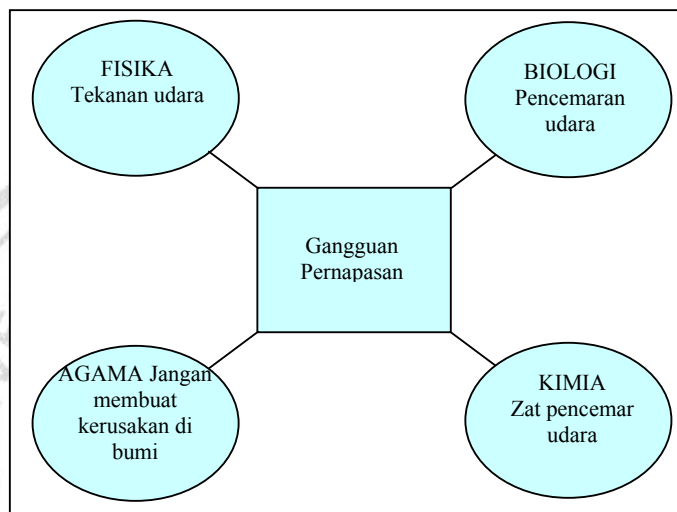 FISIKA
Tekanan udara
BIOLOGI
Pencemaran
udara
Gangguan
Pernapasan
AGAMA Jangan
membuat
kerusakan di
bumi
KIMIA
Zat pencemar
udara